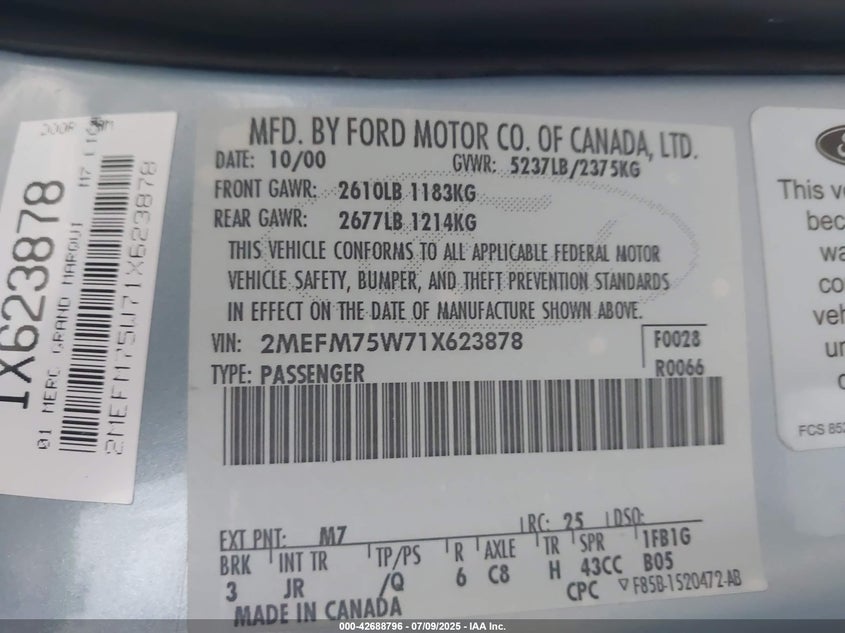 DOOR
M7
1X623878
01 MERC GRAND MARQUI
2MEFM75W71X623878
MFD. BY FORD MOTOR CO. OF CANADA, LTD.
DATE: 10/00 GVWR: 5237LB/2375KG
FRONT GAWR: 2610LB 1183KG
REAR GAWR: 2677LB 1214KG
THIS VEHICLE CONFORMS TO ALL APPLICABLE FEDERAL MOTOR
VEHICLE SAFETY, BUMPER, AND THEFT PREVENTION STANDARDS
IN EFFECT ON THE DATE OF MANUFACTURE SHOWN ABOVE.
VIN: 2MEFM75W71X623878 F0028
TYPE: PASSENGER R0066
EXT PNT: M7 RC: 25 DSO:
BRK INT TR TP/PS R AXLE TR SPR 1FB1G
3 JR /Q 6 C8 H 43CC B05
MADE IN CANADA CPC F85B-1520472-AB
This ve
bec
wa
co
veh
un
FCS 85
000-42688796 - 07/09/2025 - IAA Inc.